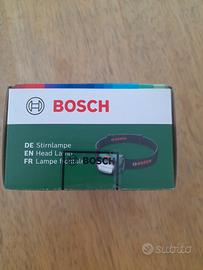 BOSCH
DE Stirnlampe
EN Head Lamp
FR Lampe frontale
BOSCH
subito